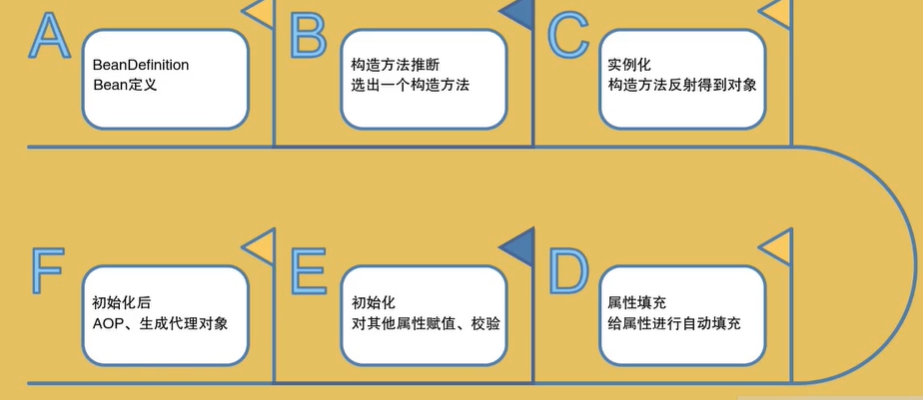 A
BeanDefinition
Bean定义
B
构造方法推断
选出一个构造方法
C
实例化
构造方法反射得到对象
D
属性填充
给属性进行自动填充
E
初始化
对其他属性赋值、校验
F
初始化后
AOP、生成代理对象